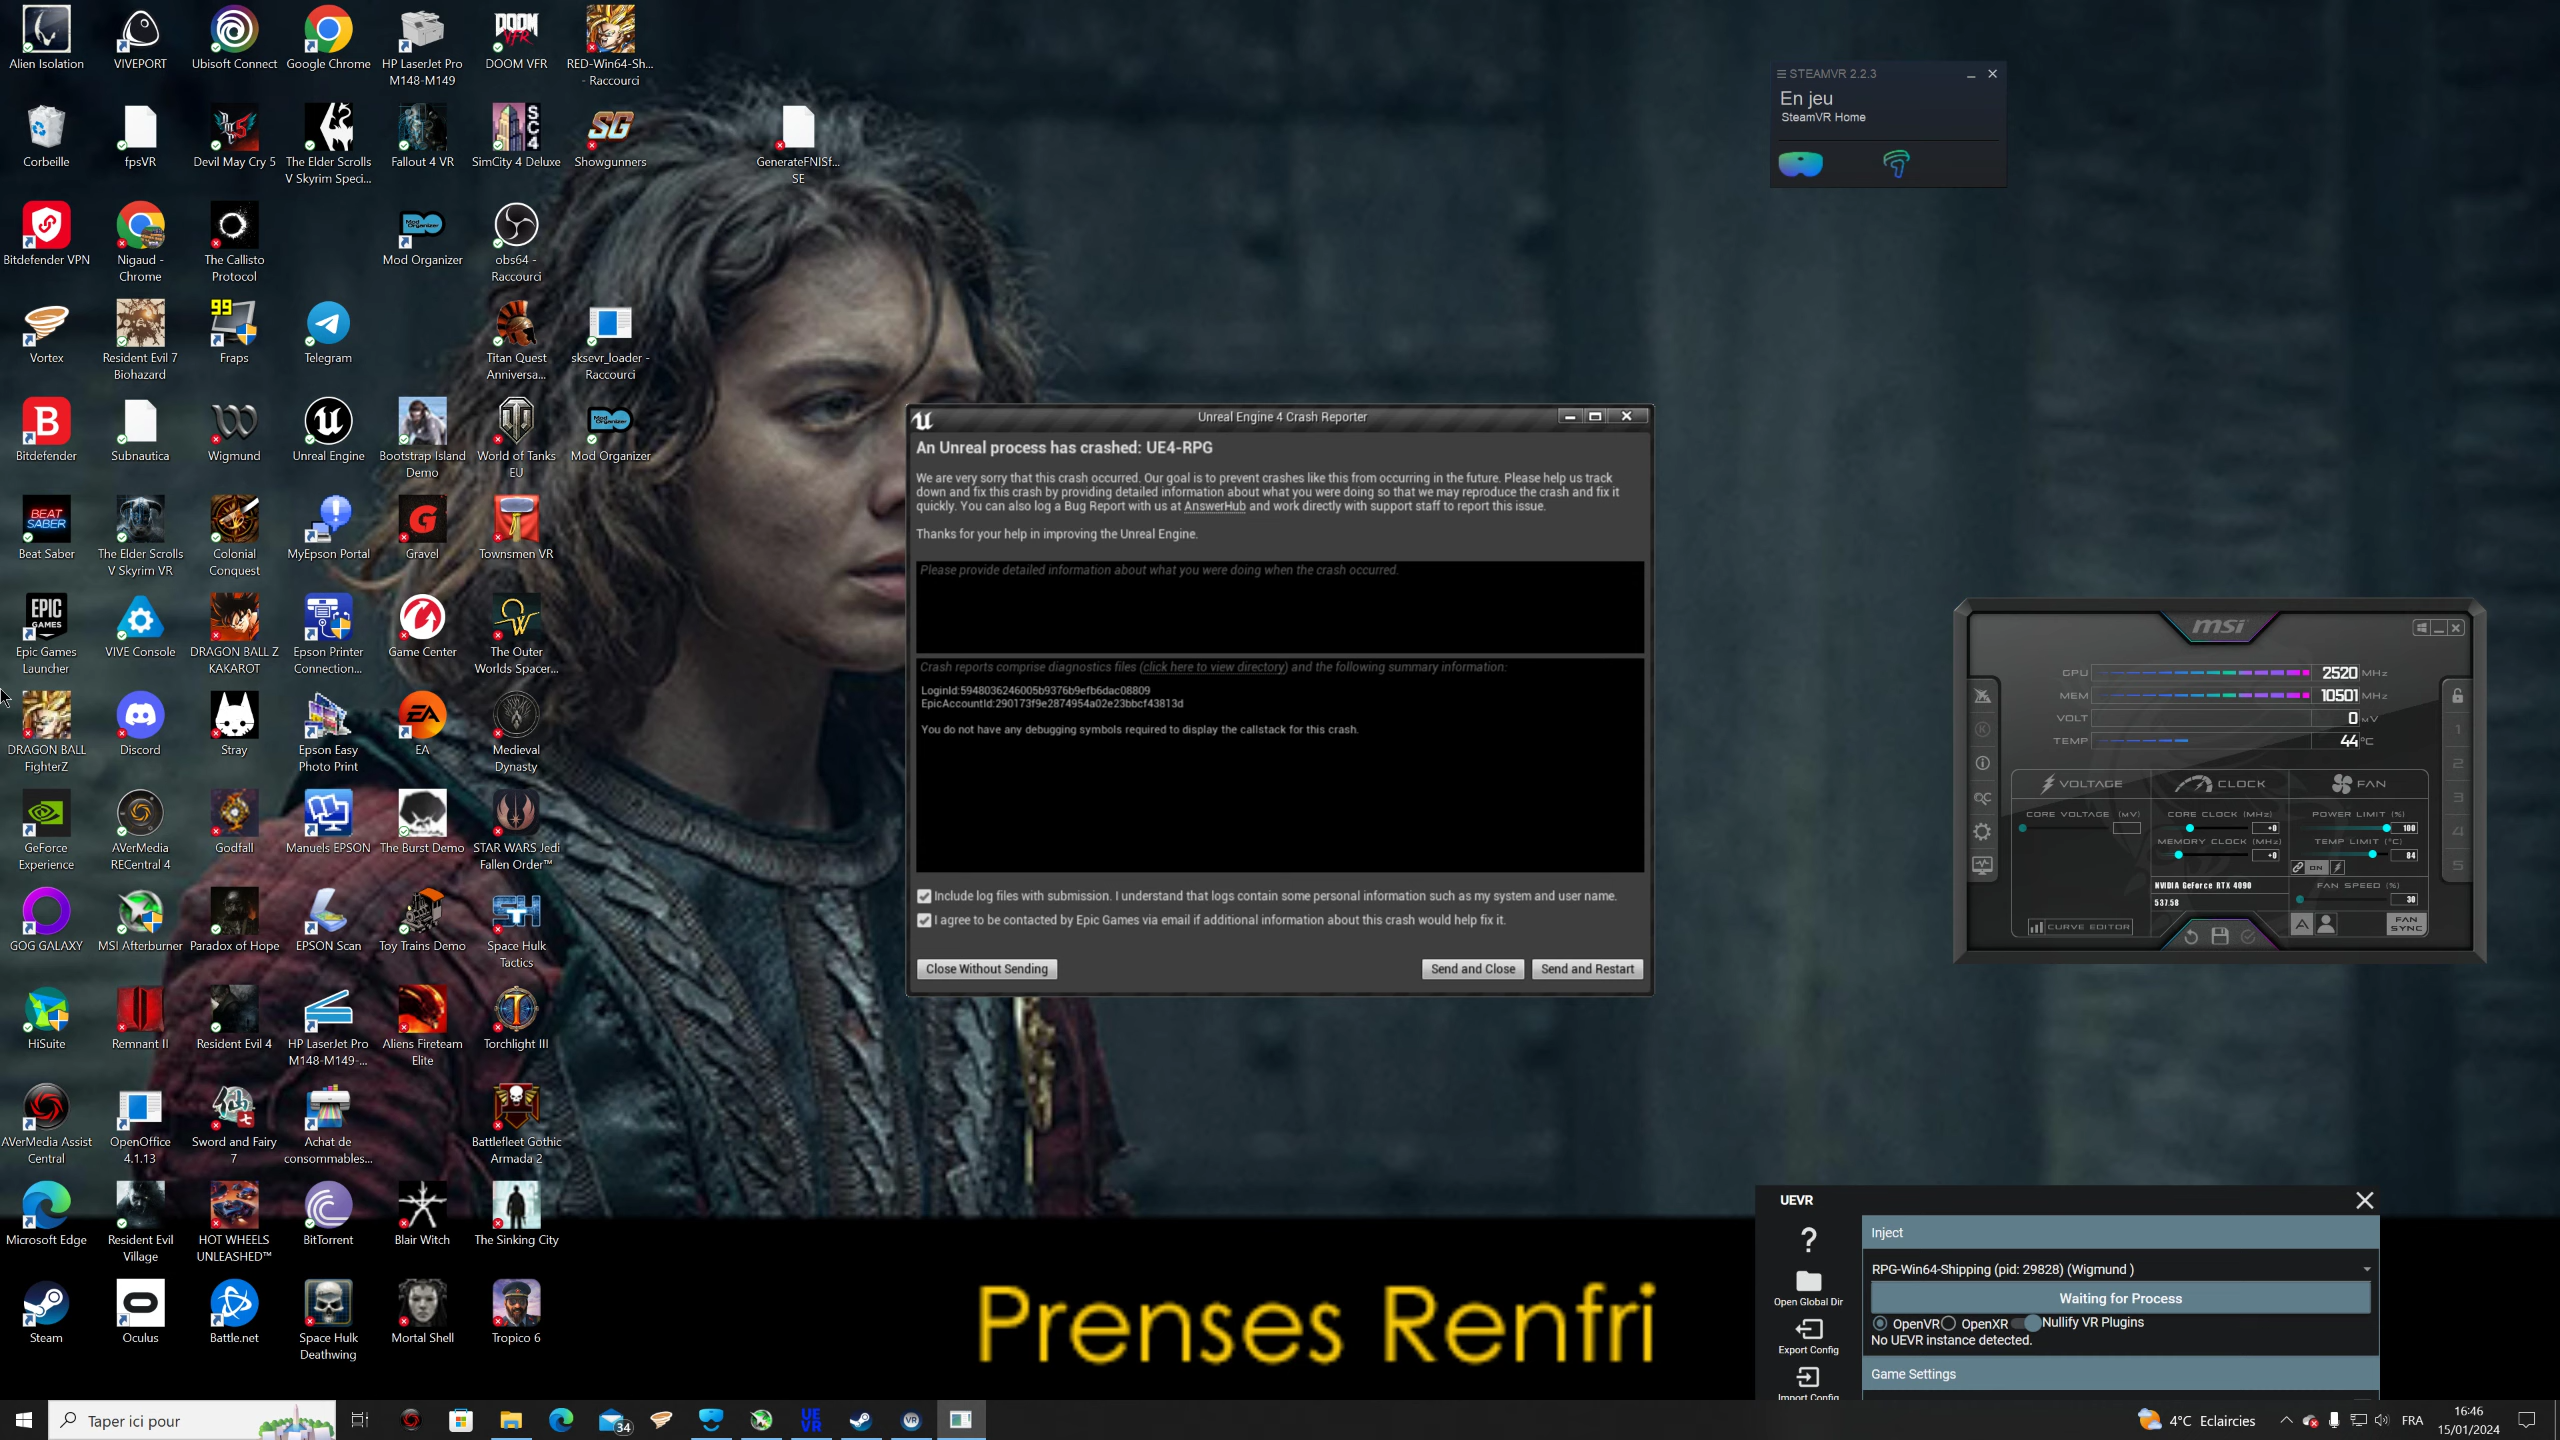 Alien Isolation
VIVEPORT
Ubisoft Connect
Google Chrome
HP LaserJet Pro
M148-M149
DOOM VFR
RED-Win64-Sh...
- Raccourci
Corbeille
fpsVR
Devil May Cry 5
The Elder Scrolls
V Skyrim Speci...
Fallout 4 VR
SimCity 4 Deluxe
Showgunners
GenerateFNISf...
SE
Bitdefender VPN
Nigaud -
Chrome
The Callisto
Protocol
Mod Organizer
obs64 -
Raccourci
Vortex
Resident Evil 7
Biohazard
Fraps
Telegram
Titan Quest
Anniversa...
sksevr_loader -
Raccourci
Bitdefender
Subnautica
Wigmund
Unreal Engine
Bootstrap Island
Demo
World of Tanks
EU
Mod Organizer
Beat Saber
The Elder Scrolls
V Skyrim VR
Colonial
Conquest
MyEpson Portal
Gravel
Townsmen VR
Epic Games
Launcher
VIVE Console
DRAGON BALL Z
KAKAROT
Epson Printer
Connection...
Game Center
The Outer
Worlds Spacer...
DRAGON BALL
FighterZ
Discord
Stray
Epson Easy
Photo Print
EA
Medieval
Dynasty
GeForce
Experience
AVerMedia
RECentral 4
Godfall
Manuels EPSON
The Burst Demo
STAR WARS Jedi
Fallen Order™
GOG GALAXY
MSI Afterburner
Paradox of Hope
EPSON Scan
Toy Trains Demo
Space Hulk
Tactics
HiSuite
Remnant II
Resident Evil 4
HP LaserJet Pro
M148-M149-...
Aliens Fireteam
Elite
Torchlight III
AVerMedia Assist
Central
OpenOffice
4.1.13
Sword and Fairy
7
Achat de
consommables...
Battlefleet Gothic
Armada 2
Microsoft Edge
Resident Evil
Village
HOT WHEELS
UNLEASHED™
BitTorrent
Blair Witch
The Sinking City
Steam
Oculus
Battle.net
Space Hulk
Deathwing
Mortal Shell
Tropico 6
STEAMVR 2.2.3
En jeu
SteamVR Home
Unreal Engine 4 Crash Reporter
An Unreal process has crashed: UE4-RPG
We are very sorry that this crash occurred. Our goal is to prevent crashes like this from occurring in the future. Please help us track
down and fix this crash by providing detailed information about what you were doing so that we may reproduce the crash and fix it
quickly. You can also log a Bug Report with us at AnswerHub and work directly with support staff to report this issue.
Thanks for your help in improving the Unreal Engine.
Please provide detailed information about what you were doing when the crash occurred.
Crash reports comprise diagnostics files (click here to view directory) and the following summary information:
LoginId:5948036246005b9376b9efb6dac08809
EpicAccountId:290173f9e2874954a02e23bbcf43813d
You do not have any debugging symbols required to display the callstack for this crash.
Include log files with submission. I understand that logs contain some personal information such as my system and user name.
I agree to be contacted by Epic Games via email if additional information about this crash would help fix it.
Close Without Sending
Send and Close
Send and Restart
msi
GPU 2520 MHz
MEM 10501 MHz
VOLT 0 MV
TEMP 44 °C
VOLTAGE
CLOCK
FAN
CORE VOLTAGE (MV)
CORE CLOCK (MHz)
+0
MEMORY CLOCK (MHz)
+0
POWER LIMIT (%)
100
TEMP LIMIT (°C)
84
ON
NVIDIA GeForce RTX 4090
537.58
FAN SPEED (%)
30
CURVE EDITOR
A
FAN
SYNC
1
2
3
4
5
UEVR
Inject
RPG-Win64-Shipping (pid: 29828) (Wigmund )
Waiting for Process
OpenVR OpenXR Nullify VR Plugins
No UEVR instance detected.
Game Settings
Open Global Dir
Export Config
Import Config
Prenses Renfri
Taper ici pour
34
4°C Eclaircies
FRA
16:46
15/01/2024